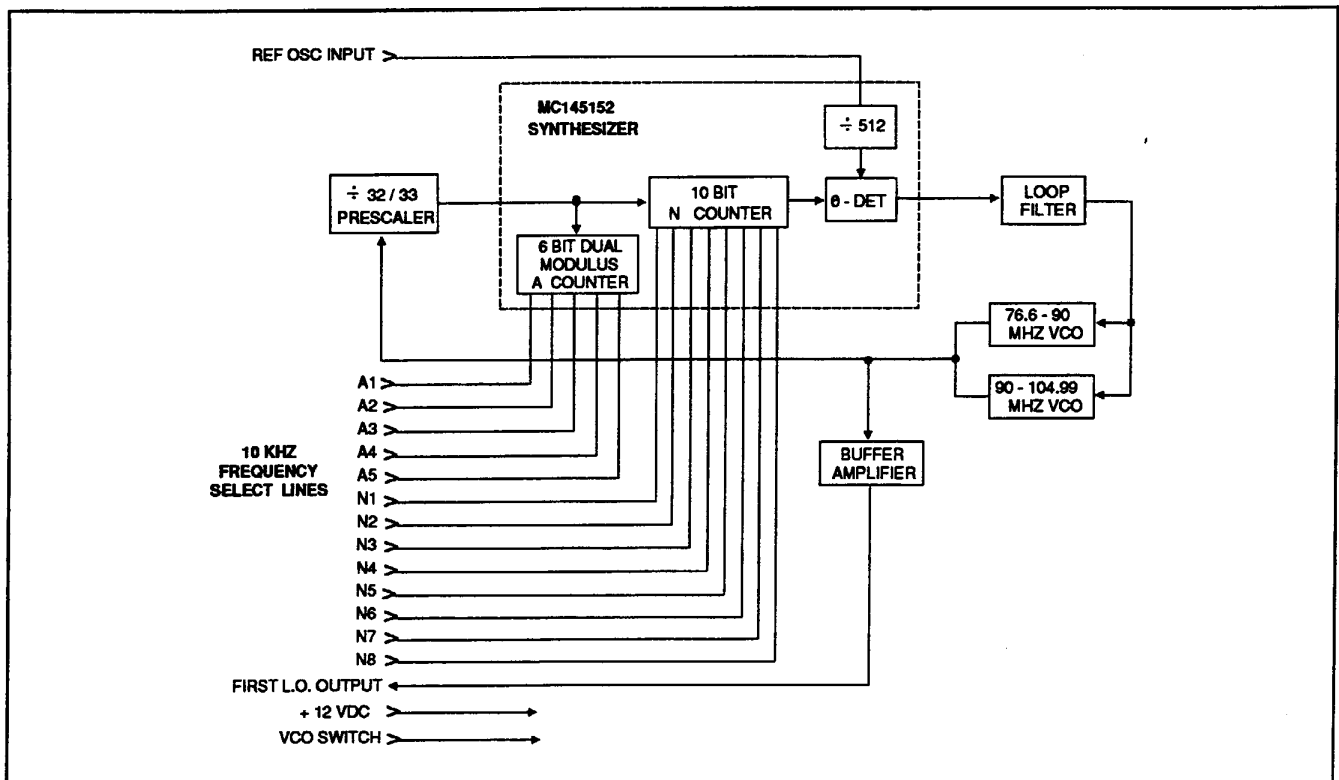 REF OSC INPUT
MC145152
SYNTHESIZER
÷ 512
÷ 32 / 33
PRESCALER
10 BIT
N COUNTER
θ - DET
LOOP
FILTER
6 BIT DUAL
MODULUS
A COUNTER
76.6 - 90
MHZ VCO
90 - 104.99
MHZ VCO
BUFFER
AMPLIFIER
10 KHZ
FREQUENCY
SELECT LINES
A1
A2
A3
A4
A5
N1
N2
N3
N4
N5
N6
N7
N8
FIRST L.O. OUTPUT
+ 12 VDC
VCO SWITCH